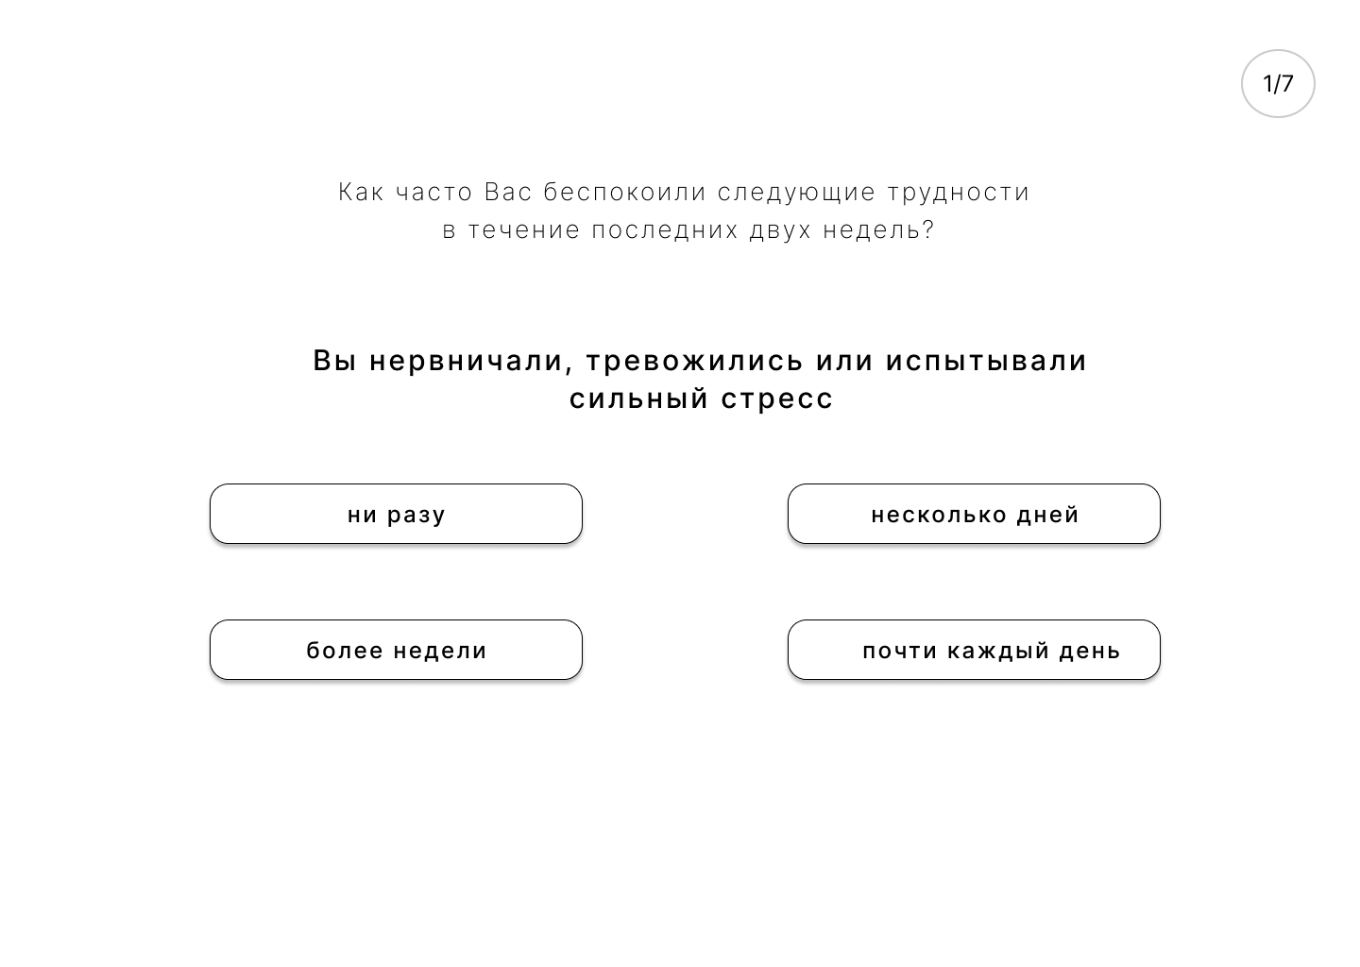 1/7
Как часто Вас беспокоили следующие трудности
в течение последних двух недель?
Вы нервничали, тревожились или испытывали
сильный стресс
ни разу
несколько дней
более недели
почти каждый день